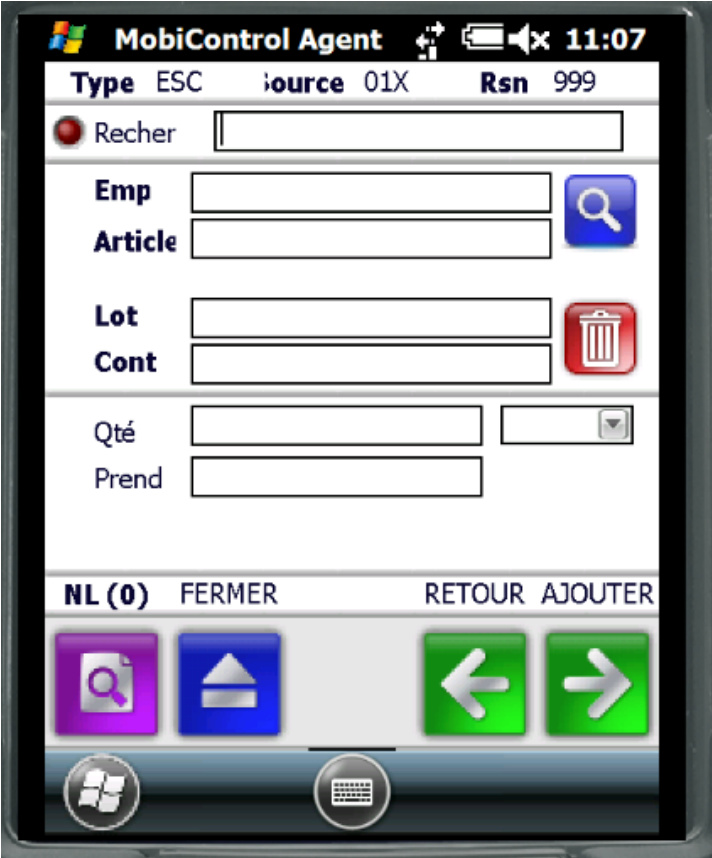 MobiControl Agent 11:07
Type ESC Source 01X Rsn 999
Recher
Emp
Article
Lot
Cont
Qté
Prend
NL (0) FERMER RETOUR AJOUTER